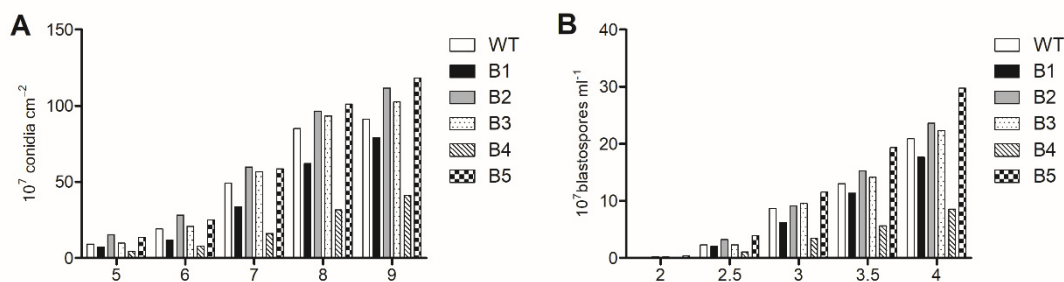 A
150
100
50
0
10⁷ conidia cm⁻²
5 6 7 8 9
WT
B1
B2
B3
B4
B5
B
40
30
20
10
0
10⁷blastospores ml⁻¹
2 2.5 3 3.5 4
WT
B1
B2
B3
B4
B5